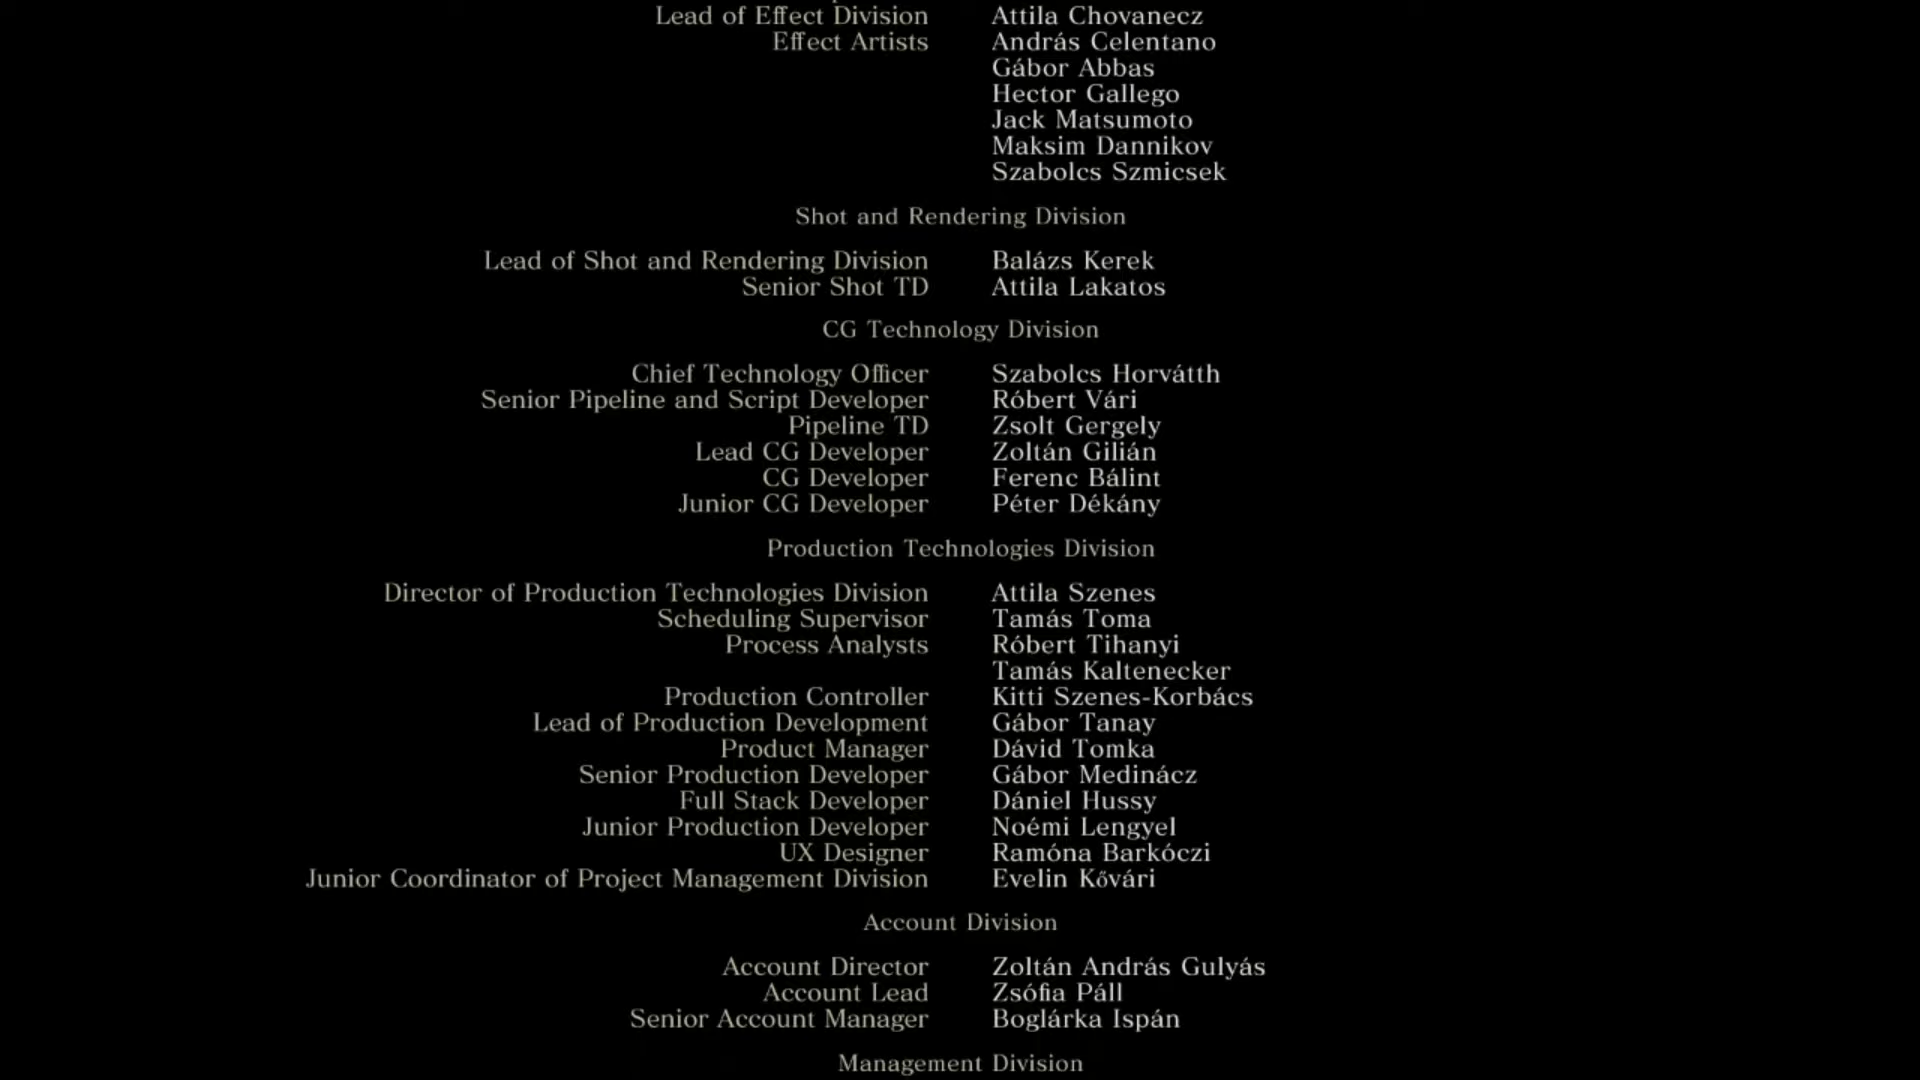 Lead of Effect Division Attila Chovanecz
Effect Artists András Celentano
Gábor Abbas
Hector Gallego
Jack Matsumoto
Maksim Dannikov
Szabolcs Szmicsek
Shot and Rendering Division
Lead of Shot and Rendering Division Balázs Kerek
Senior Shot TD Attila Lakatos
CG Technology Division
Chief Technology Officer Szabolcs Horvátth
Senior Pipeline and Script Developer Róbert Vári
Pipeline TD Zsolt Gergely
Lead CG Developer Zoltán Gilián
CG Developer Ferenc Bálint
Junior CG Developer Péter Dékány
Production Technologies Division
Director of Production Technologies Division Attila Szenes
Scheduling Supervisor Tamás Toma
Process Analysts Róbert Tihanyi
Tamás Kaltenecker
Production Controller Kitti Szenes-Korbács
Lead of Production Development Gábor Tanay
Product Manager Dávid Tomka
Senior Production Developer Gábor Medinácz
Full Stack Developer Dániel Hussy
Junior Production Developer Noémi Lengyel
UX Designer Ramóna Barkóczi
Junior Coordinator of Project Management Division Evelin Kővári
Account Division
Account Director Zoltán András Gulyás
Account Lead Zsófia Páll
Senior Account Manager Boglárka Ispán
Management Division